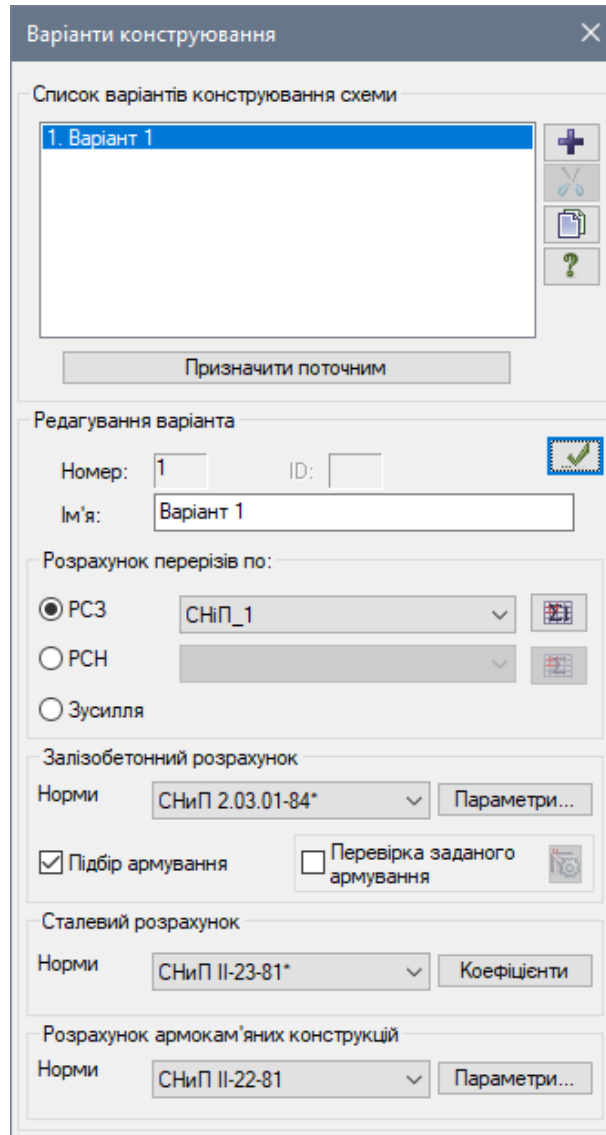 Варіанти конструювання
Список варіантів конструювання схеми
1. Варіант 1
Призначити поточним
Редагування варіанта
Номер: 1 ID:
Ім'я: Варіант 1
Розрахунок перерізів по:
РСЗ СНіП_1
РСН
Зусилля
Залізобетонний розрахунок
Норми СНиП 2.03.01-84* Параметри...
Підбір армування
Перевірка заданого
армування
Сталевий розрахунок
Норми СНиП II-23-81* Коефіцієнти
Розрахунок армокам'яних конструкцій
Норми СНиП II-22-81 Параметри...